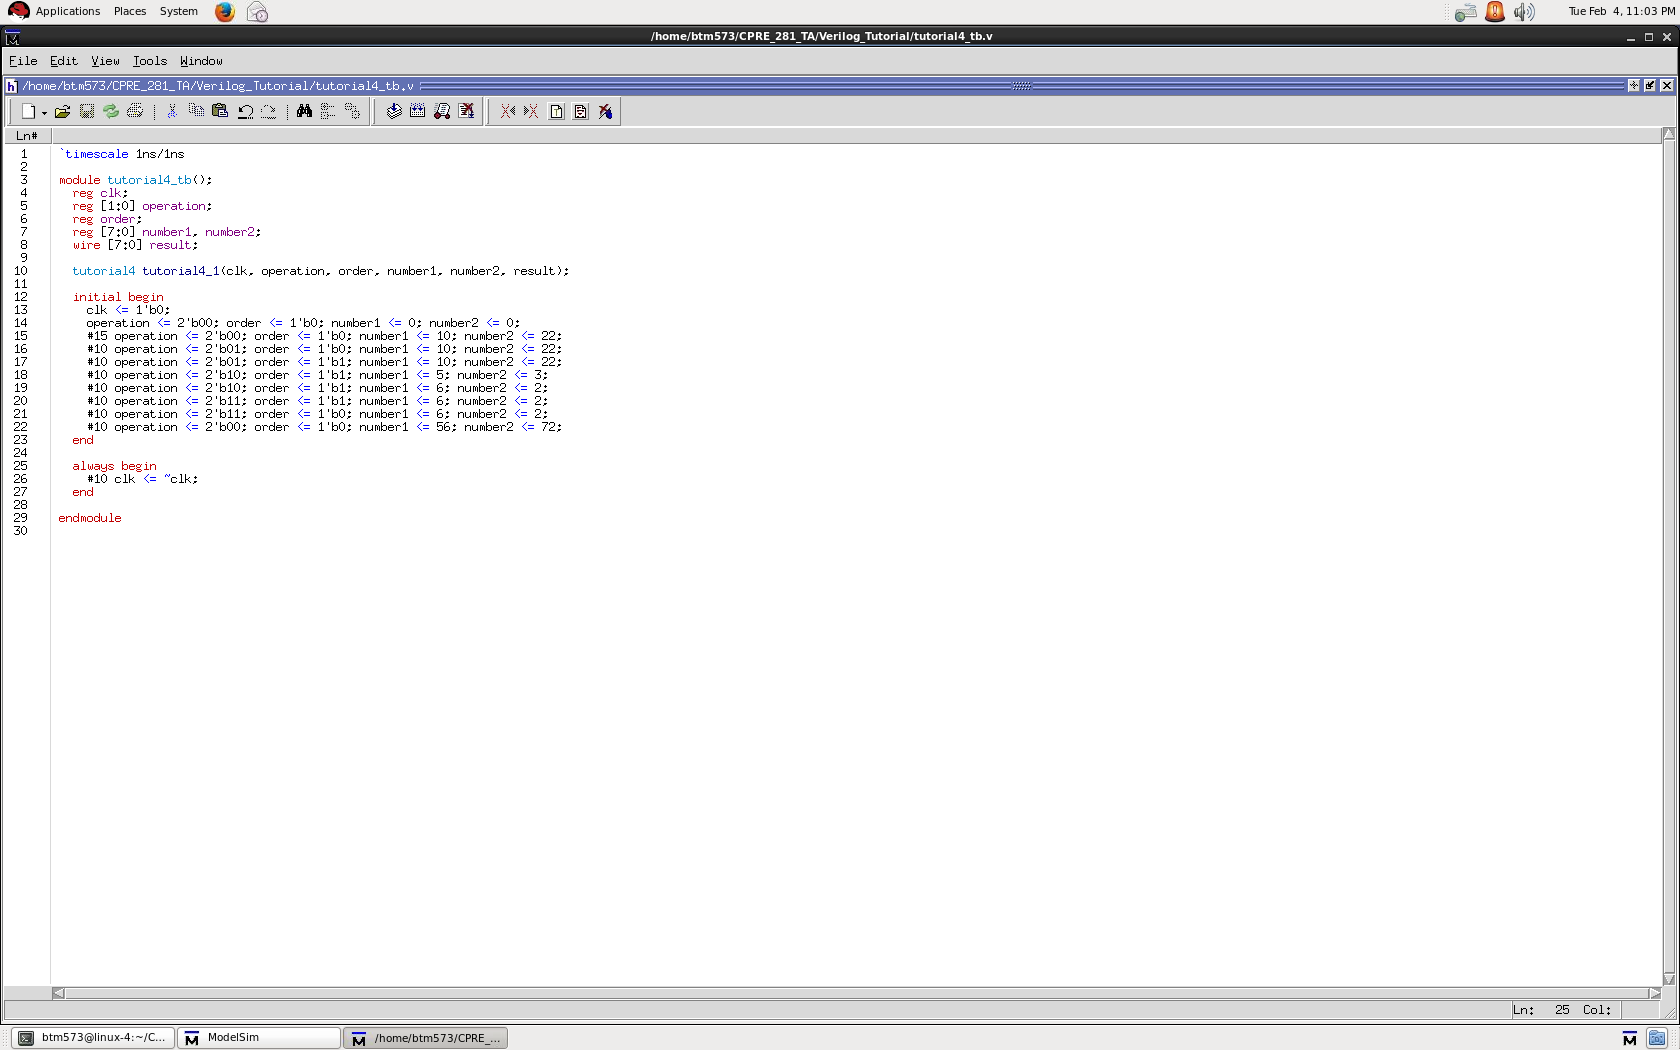 Applications Places System
Tue Feb 4, 11:03 PM
/home/btm573/CPRE_281_TA/Verilog_Tutorial/tutorial4_tb.v
File Edit View Tools Window
h /home/btm573/CPRE_281_TA/Verilog_Tutorial/tutorial4_tb.v
Ln#
1 `timescale 1ns/1ns
2
3 module tutorial4_tb();
4 reg clk;
5 reg [1:0] operation;
6 reg order;
7 reg [7:0] number1, number2;
8 wire [7:0] result;
9
10 tutorial4 tutorial4_1(clk, operation, order, number1, number2, result);
11
12 initial begin
13 clk <= 1'b0;
14 operation <= 2'b00; order <= 1'b0; number1 <= 0; number2 <= 0;
15 #15 operation <= 2'b00; order <= 1'b0; number1 <= 10; number2 <= 22;
16 #10 operation <= 2'b01; order <= 1'b0; number1 <= 10; number2 <= 22;
17 #10 operation <= 2'b01; order <= 1'b1; number1 <= 10; number2 <= 22;
18 #10 operation <= 2'b10; order <= 1'b1; number1 <= 5; number2 <= 3;
19 #10 operation <= 2'b10; order <= 1'b1; number1 <= 6; number2 <= 2;
20 #10 operation <= 2'b11; order <= 1'b1; number1 <= 6; number2 <= 2;
21 #10 operation <= 2'b11; order <= 1'b0; number1 <= 6; number2 <= 2;
22 #10 operation <= 2'b00; order <= 1'b0; number1 <= 56; number2 <= 72;
23 end
24
25 always begin
26 #10 clk <= ~clk;
27 end
28
29 endmodule
30
Ln: 25 Col:
btm573@linux-4:~/C... ModelSim /home/btm573/CPRE_...